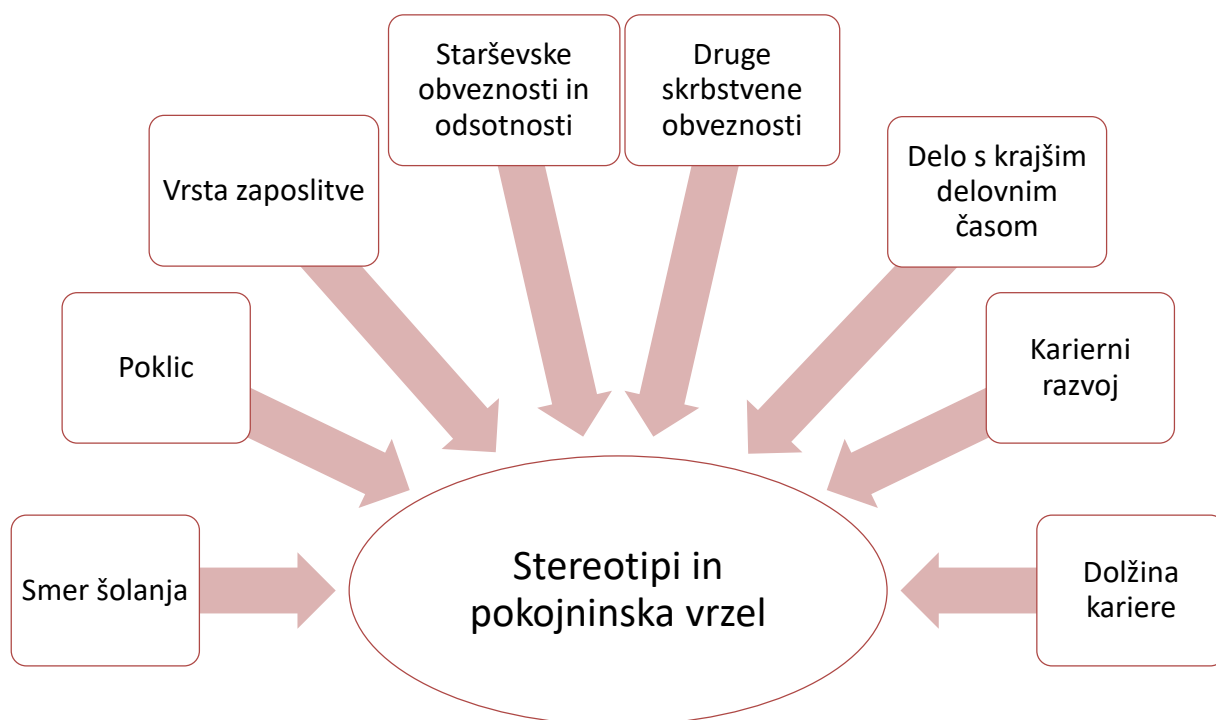 Starševske
obveznosti in
odsotnosti
Druge
skrbstvene
obveznosti
Vrsta zaposlitve
Delo s krajšim
delovnim
časom
Poklic
Karierni
razvoj
Smer šolanja
Stereotipi in
pokojninska vrzel
Dolžina
kariere